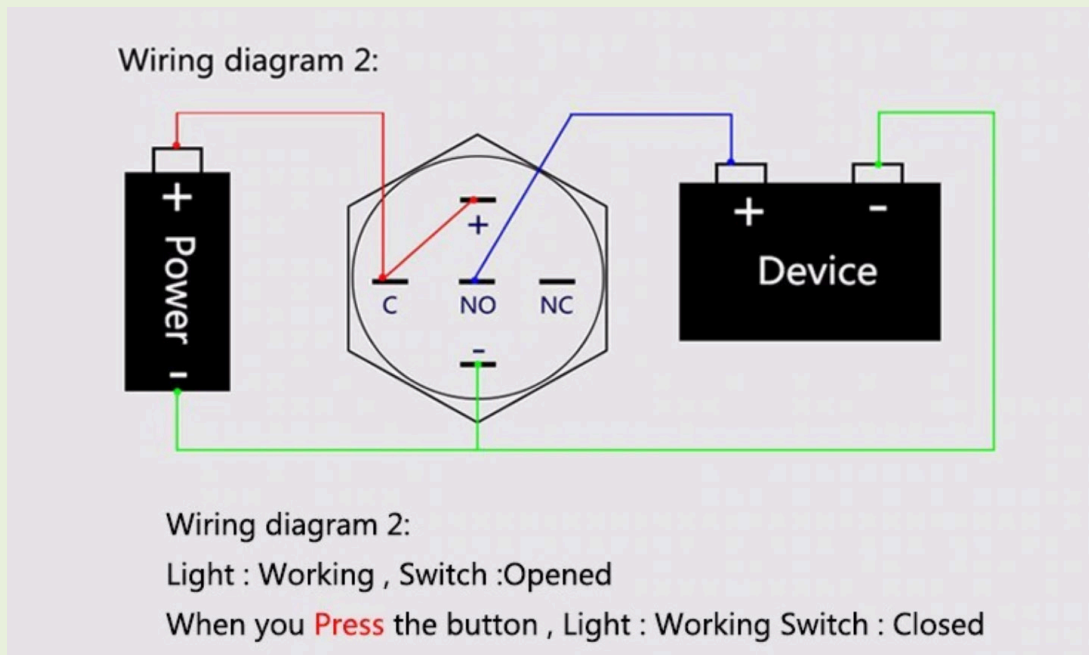 Wiring diagram 2:
+
Power
-
+
C
NO
NC
-
+
-
Device
Wiring diagram 2:
Light : Working , Switch :Opened
When you Press the button , Light : Working Switch : Closed